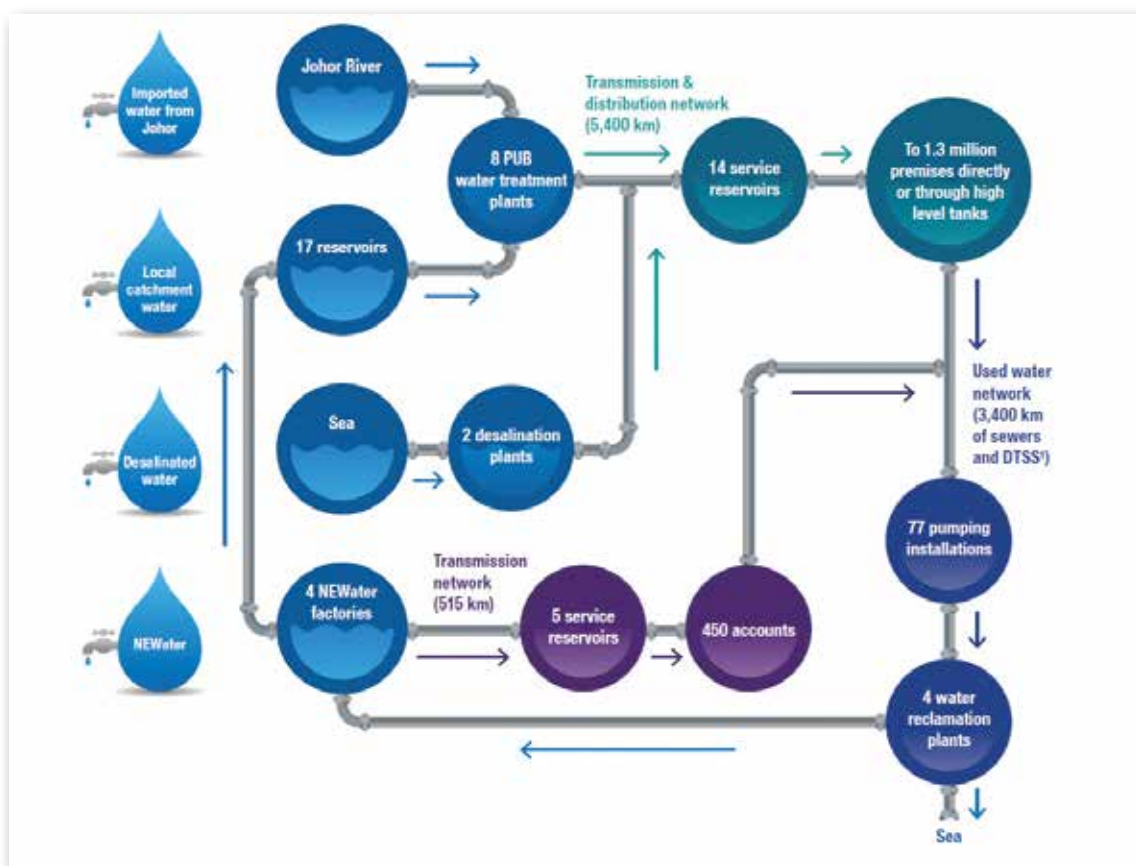 Imported
water from
Johor
Johor River
8 PUB
water treatment
plants
Transmission &
distribution network
(5,400 km)
14 service
reservoirs
To 1.3 million
premises directly
or through high
level tanks
Local
catchment
water
17 reservoirs
Desalinated
water
Sea
2 desalination
plants
Used water
network
(3,400 km
of sewers
and DTSS¹)
77 pumping
installations
NEWater
4 NEWater
factories
Transmission
network
(515 km)
5 service
reservoirs
450 accounts
4 water
reclamation
plants
Sea